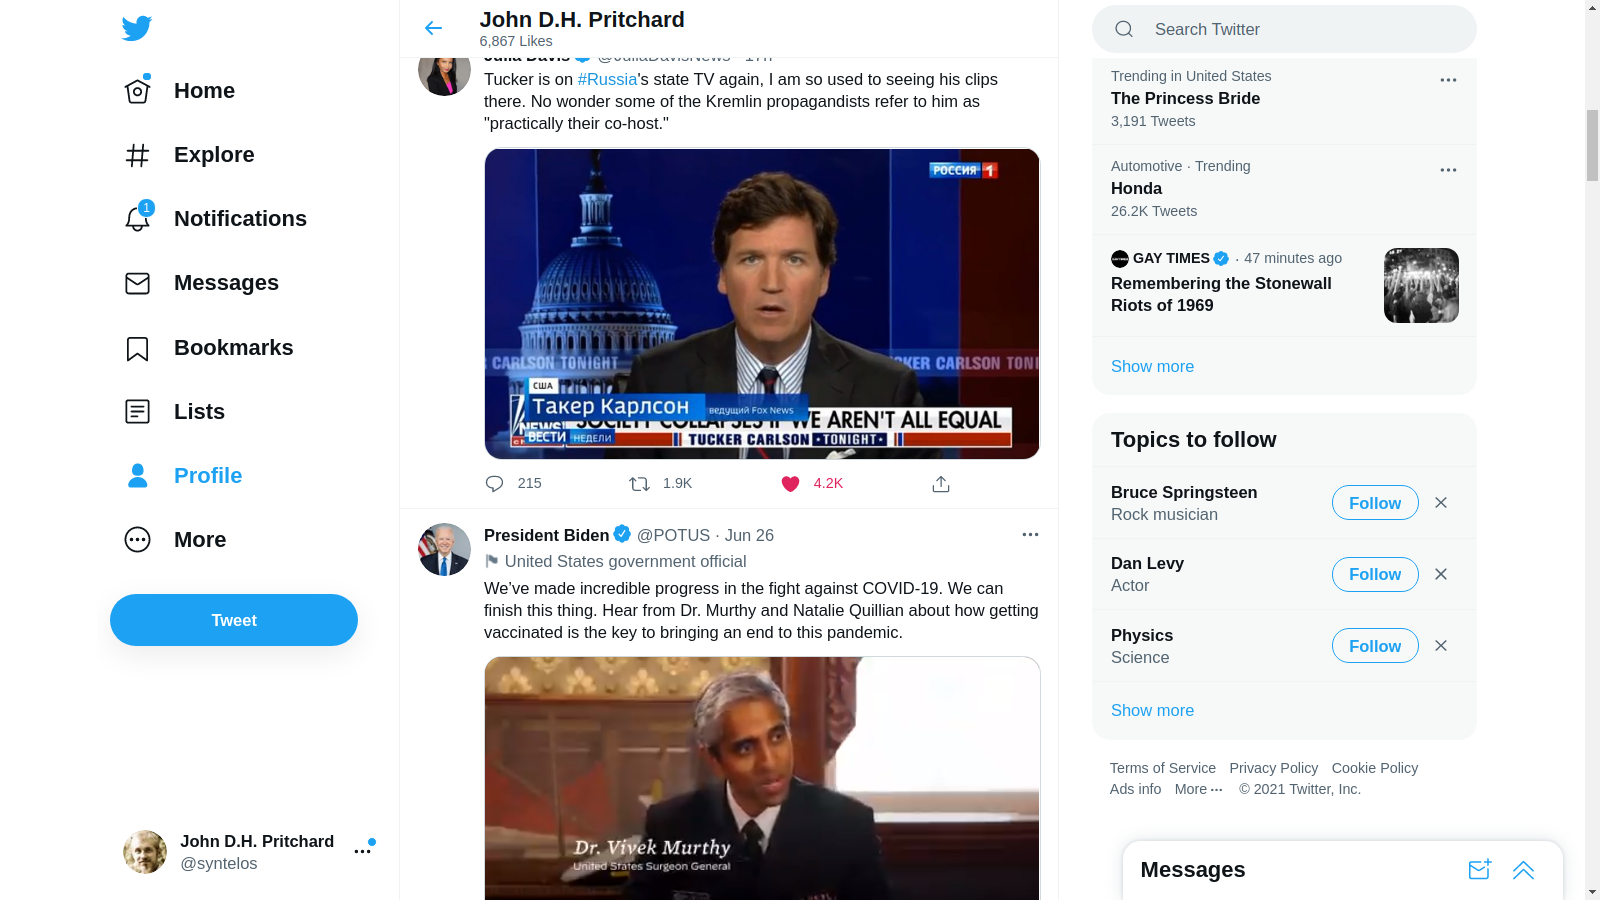 Home
Explore
1
Notifications
Messages
Bookmarks
Lists
Profile
More
Tweet
John D.H. Pritchard
@syntelos
John D.H. Pritchard
6,867 Likes
Julia Davis @JuliaDavisNews · 17h
Tucker is on #Russia's state TV again, I am so used to seeing his clips
there. No wonder some of the Kremlin propagandists refer to him as
"practically their co-host."
РОССИЯ 1
CARLSON TONIGHT
KER CARLSON TONI
США
Такер Карлсон
ведущий Fox News
SOCIETY COLLAPSES IF WE AREN'T ALL EQUAL
NEWS
ВЕСТИ НЕДЕЛИ
TUCKER CARLSON TONIGHT
215
1.9K
4.2K
President Biden @POTUS · Jun 26
United States government official
We’ve made incredible progress in the fight against COVID-19. We can
finish this thing. Hear from Dr. Murthy and Natalie Quillian about how getting
vaccinated is the key to bringing an end to this pandemic.
Dr. Vivek Murthy
United States Surgeon General
Search Twitter
Trending in United States
The Princess Bride
3,191 Tweets
Automotive · Trending
Honda
26.2K Tweets
GAY TIMES · 47 minutes ago
Remembering the Stonewall
Riots of 1969
Show more
Topics to follow
Bruce Springsteen
Rock musician
Follow
Dan Levy
Actor
Follow
Physics
Science
Follow
Show more
Terms of Service Privacy Policy Cookie Policy
Ads info More ··· © 2021 Twitter, Inc.
Messages